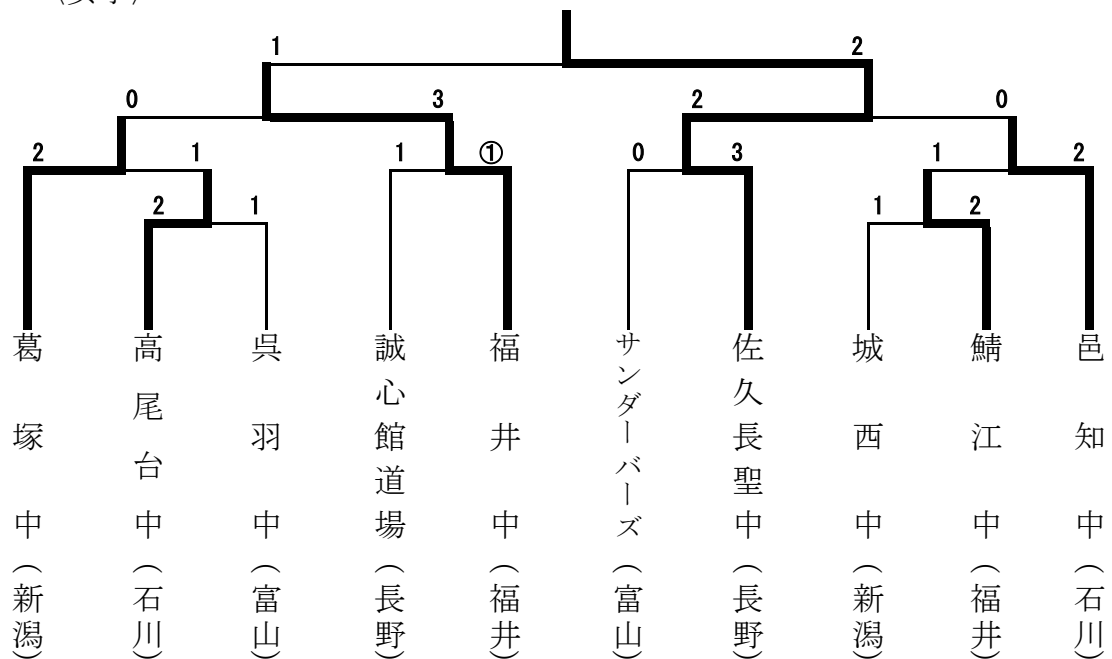 1 2
0 3 2 0
2 1 1 ① 0 3 1 2
2 1 1 2
葛塚中(新潟)
高尾台中(石川)
呉羽中(富山)
誠心館道場(長野)
福井中(福井)
サンダーバーズ(富山)
佐久長聖中(長野)
城西中(新潟)
鯖江中(福井)
邑知中(石川)